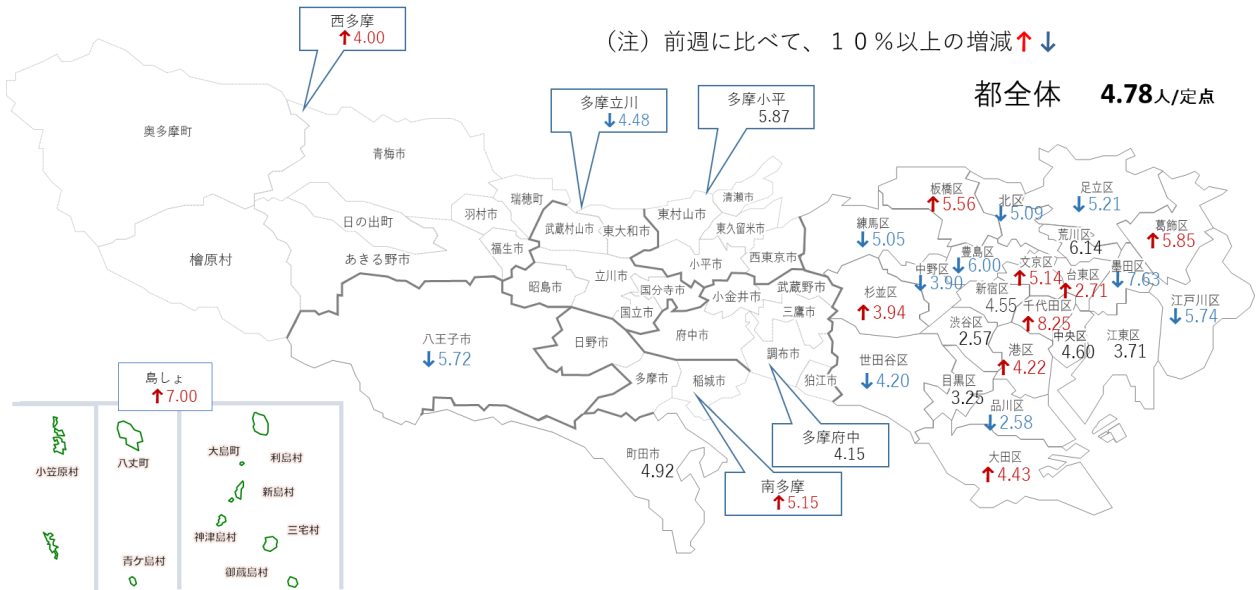 （注）前週に比べて、１０％以上の増減↑↓
都全体 4.78人/定点
西多摩
↑4.00
多摩立川
↓4.48
多摩小平
5.87
奥多摩町
青梅市
檜原村
日の出町
あきる野市
瑞穂町
羽村市
福生市
武蔵村山市
東大和市
昭島市
立川市
国分寺市
国立市
東村山市
清瀬市
東久留米市
小平市
西東京市
小金井市
武蔵野市
三鷹市
府中市
調布市
狛江市
八王子市
↓5.72
日野市
多摩市
稲城市
町田市
4.92
多摩府中
4.15
南多摩
↑5.15
板橋区
↑5.56
北区
↓5.09
足立区
↓5.21
葛飾区
↑5.85
練馬区
↓5.05
荒川区
6.14
豊島区
↓6.00
中野区
↓3.90
文京区
↑5.14
台東区
↑2.71
墨田区
↓7.63
杉並区
↑3.94
新宿区
4.55
千代田区
↑8.25
江戸川区
↓5.74
渋谷区
2.57
港区
↑4.22
中央区
4.60
江東区
3.71
世田谷区
↓4.20
目黒区
3.25
品川区
↓2.58
大田区
↑4.43
島しょ
↑7.00
小笠原村
八丈町
青ケ島村
大島町
利島村
新島村
神津島村
三宅村
御蔵島村